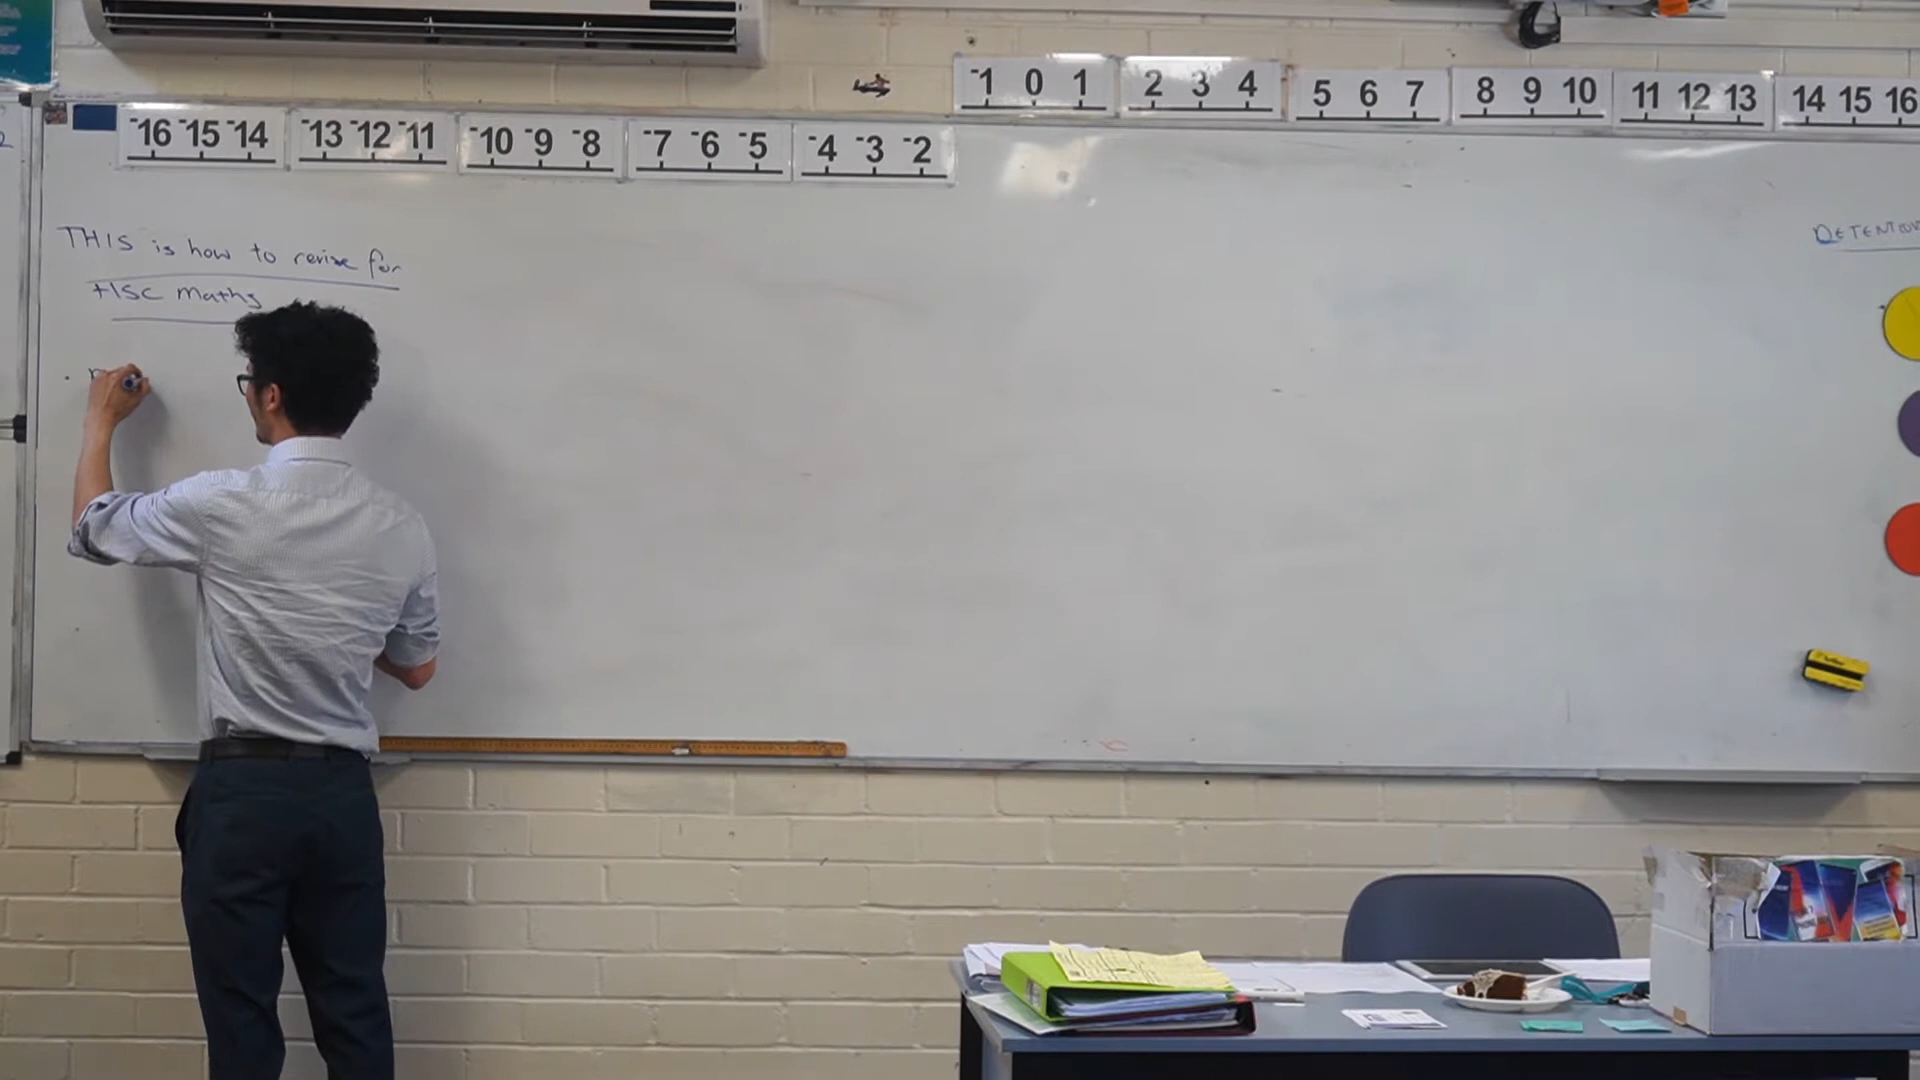 -1 0 1 2 3 4 5 6 7 8 9 10 11 12 13 14 15 16
-16 -15 -14 -13 -12 -11 -10 -9 -8 -7 -6 -5 -4 -3 -2
THIS is how to revise for
HSC Maths
DETENTION